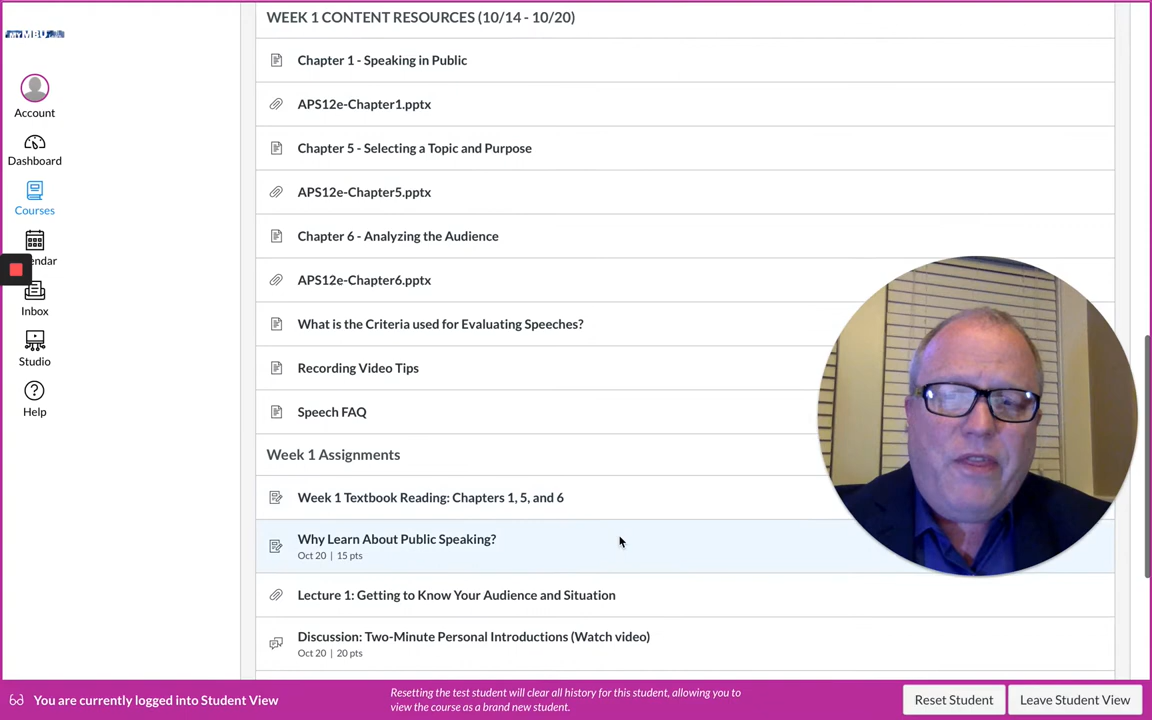 WEEK 1 CONTENT RESOURCES (10/14 - 10/20)
MBU
Chapter 1 - Speaking in Public
Account
APS12e-Chapter1.pptx
Dashboard
Chapter 5 - Selecting a Topic and Purpose
APS12e-Chapter5.pptx
Courses
Chapter 6 - Analyzing the Audience
endar
APS12e-Chapter6.pptx
Inbox
What is the Criteria used for Evaluating Speeches?
Studio
Recording Video Tips
Help
Speech FAQ
Week 1 Assignments
Week 1 Textbook Reading: Chapters 1, 5, and 6
Why Learn About Public Speaking?
Oct 20 | 15 pts
Lecture 1: Getting to Know Your Audience and Situation
Discussion: Two-Minute Personal Introductions (Watch video)
Oct 20 | 20 pts
You are currently logged into Student View
Resetting the test student will clear all history for this student, allowing you to
view the course as a brand new student.
Reset Student
Leave Student View